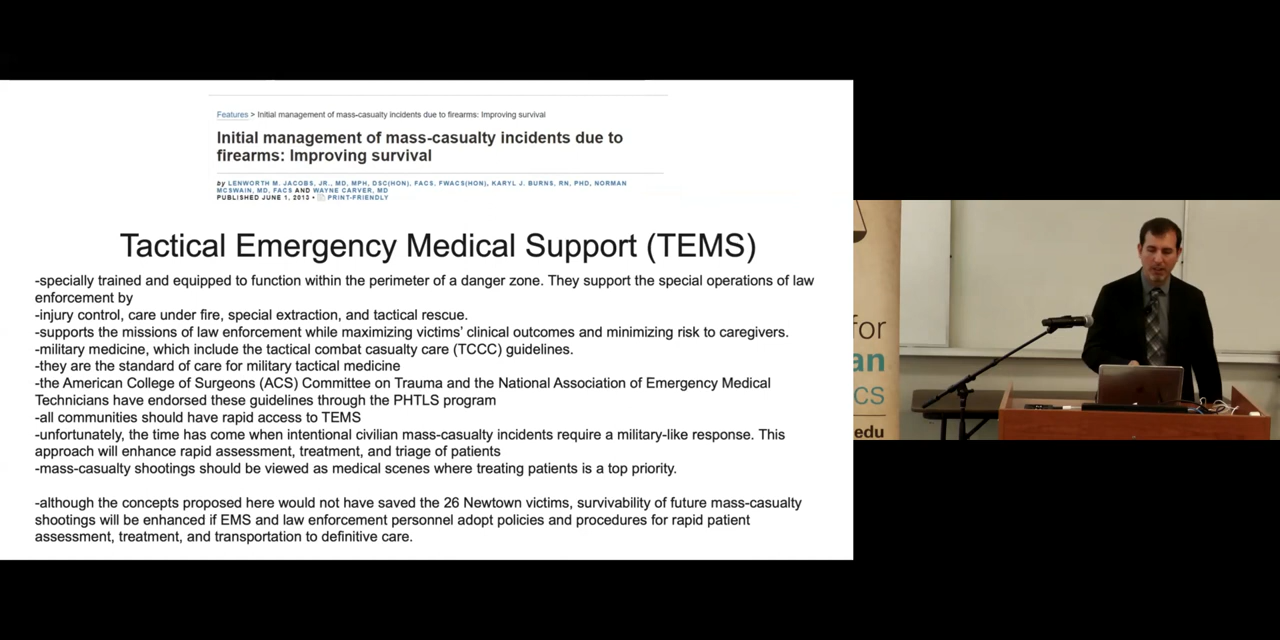 Features > Initial management of mass-casualty incidents due to firearms: Improving survival
Initial management of mass-casualty incidents due to
firearms: Improving survival
by LENWORTH M. JACOBS, JR., MD, MPH, DSC(HON), FACS, FWACS(HON), KARYL J. BURNS, RN, PHD, NORMAN
MCSWAIN, MD, FACS AND WAYNE CARVER, MD
PUBLISHED JUNE 1, 2013 • PRINT-FRIENDLY
Tactical Emergency Medical Support (TEMS)
-specially trained and equipped to function within the perimeter of a danger zone. They support the special operations of law
enforcement by
-injury control, care under fire, special extraction, and tactical rescue.
-supports the missions of law enforcement while maximizing victims' clinical outcomes and minimizing risk to caregivers.
-military medicine, which include the tactical combat casualty care (TCCC) guidelines.
-they are the standard of care for military tactical medicine
-the American College of Surgeons (ACS) Committee on Trauma and the National Association of Emergency Medical
Technicians have endorsed these guidelines through the PHTLS program
-all communities should have rapid access to TEMS
-unfortunately, the time has come when intentional civilian mass-casualty incidents require a military-like response. This
approach will enhance rapid assessment, treatment, and triage of patients
-mass-casualty shootings should be viewed as medical scenes where treating patients is a top priority.
-although the concepts proposed here would not have saved the 26 Newtown victims, survivability of future mass-casualty
shootings will be enhanced if EMS and law enforcement personnel adopt policies and procedures for rapid patient
assessment, treatment, and transportation to definitive care.
for
an
CS
edu